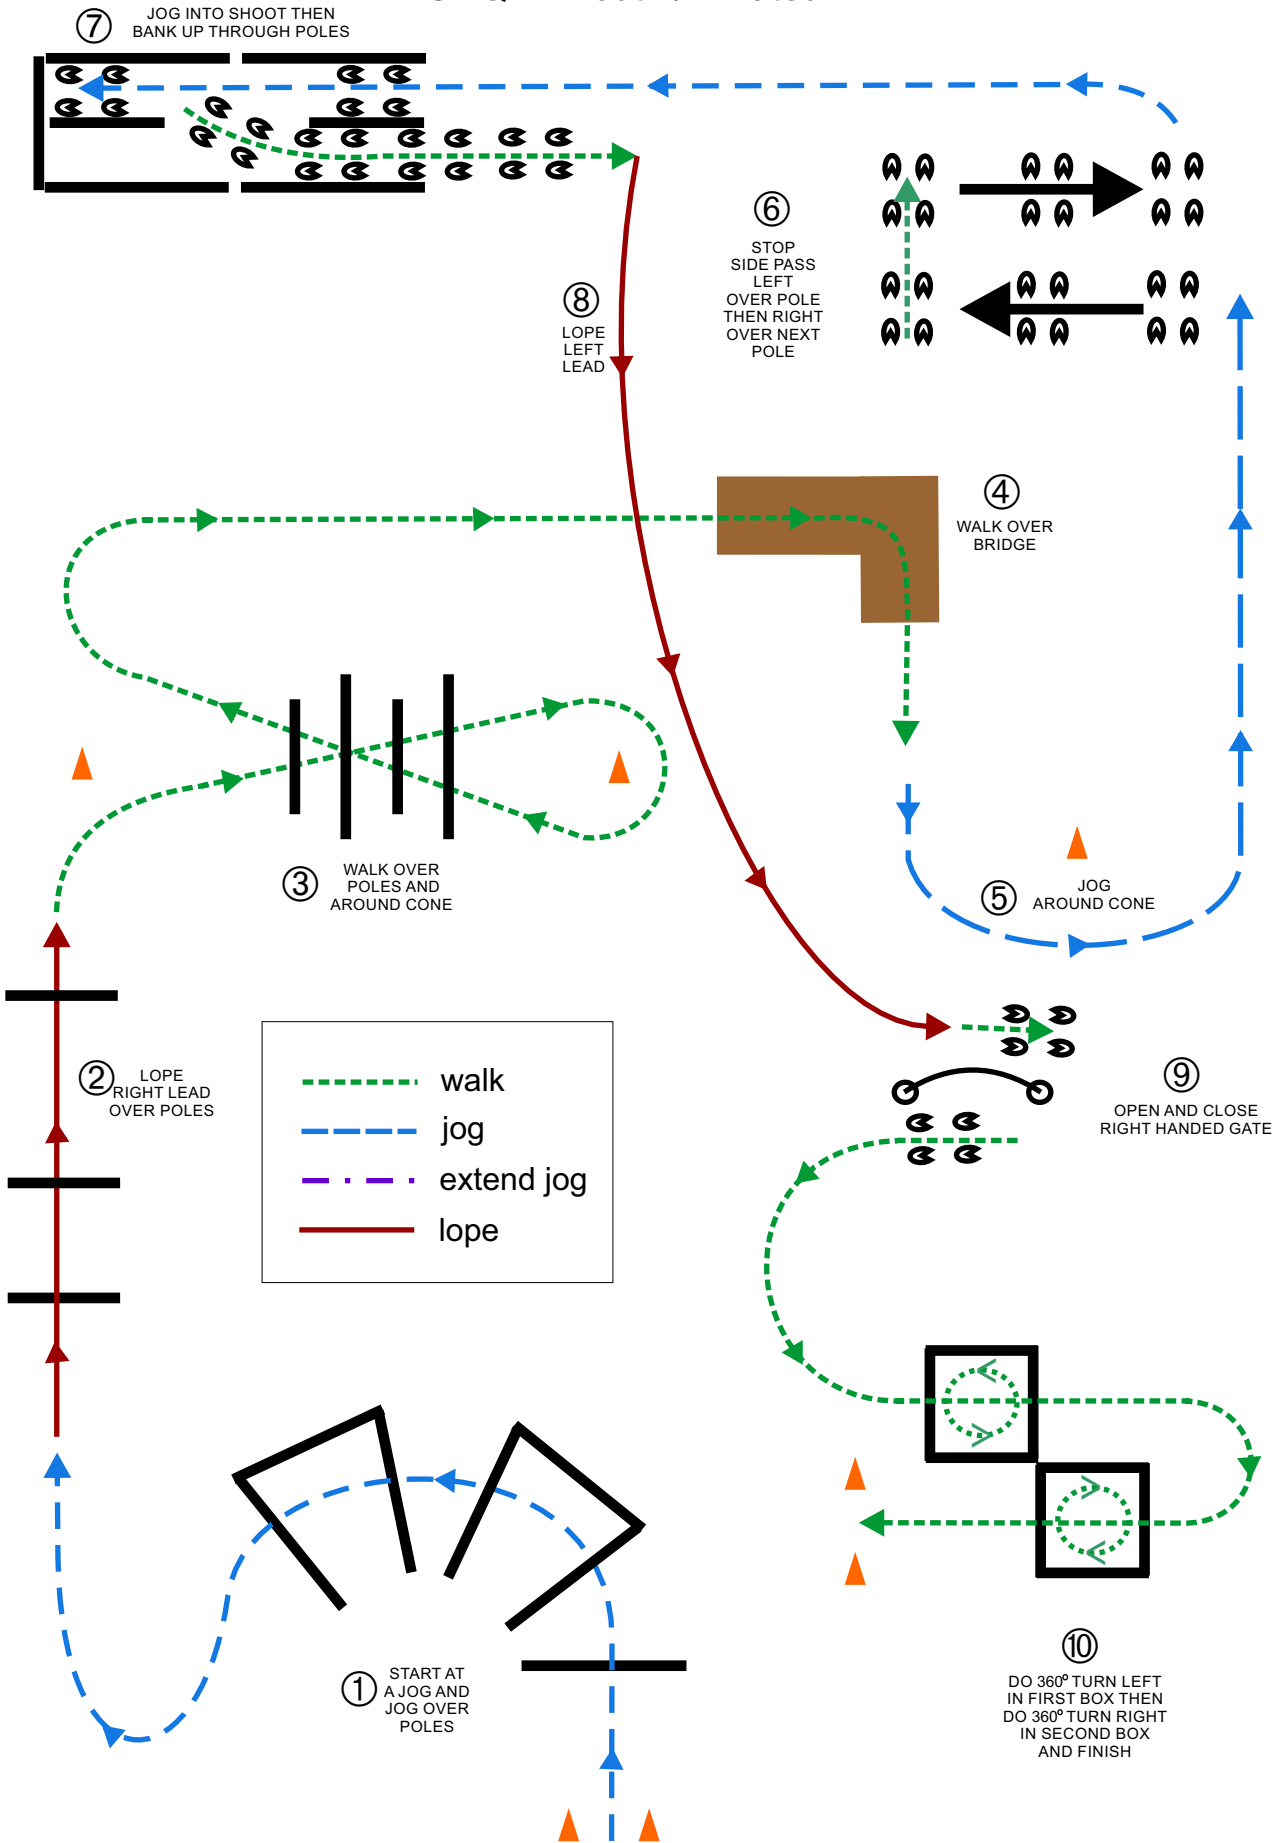 ⑦
JOG INTO SHOOT THEN
BANK UP THROUGH POLES
⑥
STOP
SIDE PASS
LEFT
OVER POLE
THEN RIGHT
OVER NEXT
POLE
⑧
LOPE
LEFT
LEAD
④
WALK OVER
BRIDGE
③
WALK OVER
POLES AND
AROUND CONE
⑤
JOG
AROUND CONE
②
LOPE
RIGHT LEAD
OVER POLES
walk
jog
extend jog
lope
⑨
OPEN AND CLOSE
RIGHT HANDED GATE
①
START AT
A JOG AND
JOG OVER
POLES
⑩
DO 360º TURN LEFT
IN FIRST BOX THEN
DO 360º TURN RIGHT
IN SECOND BOX
AND FINISH